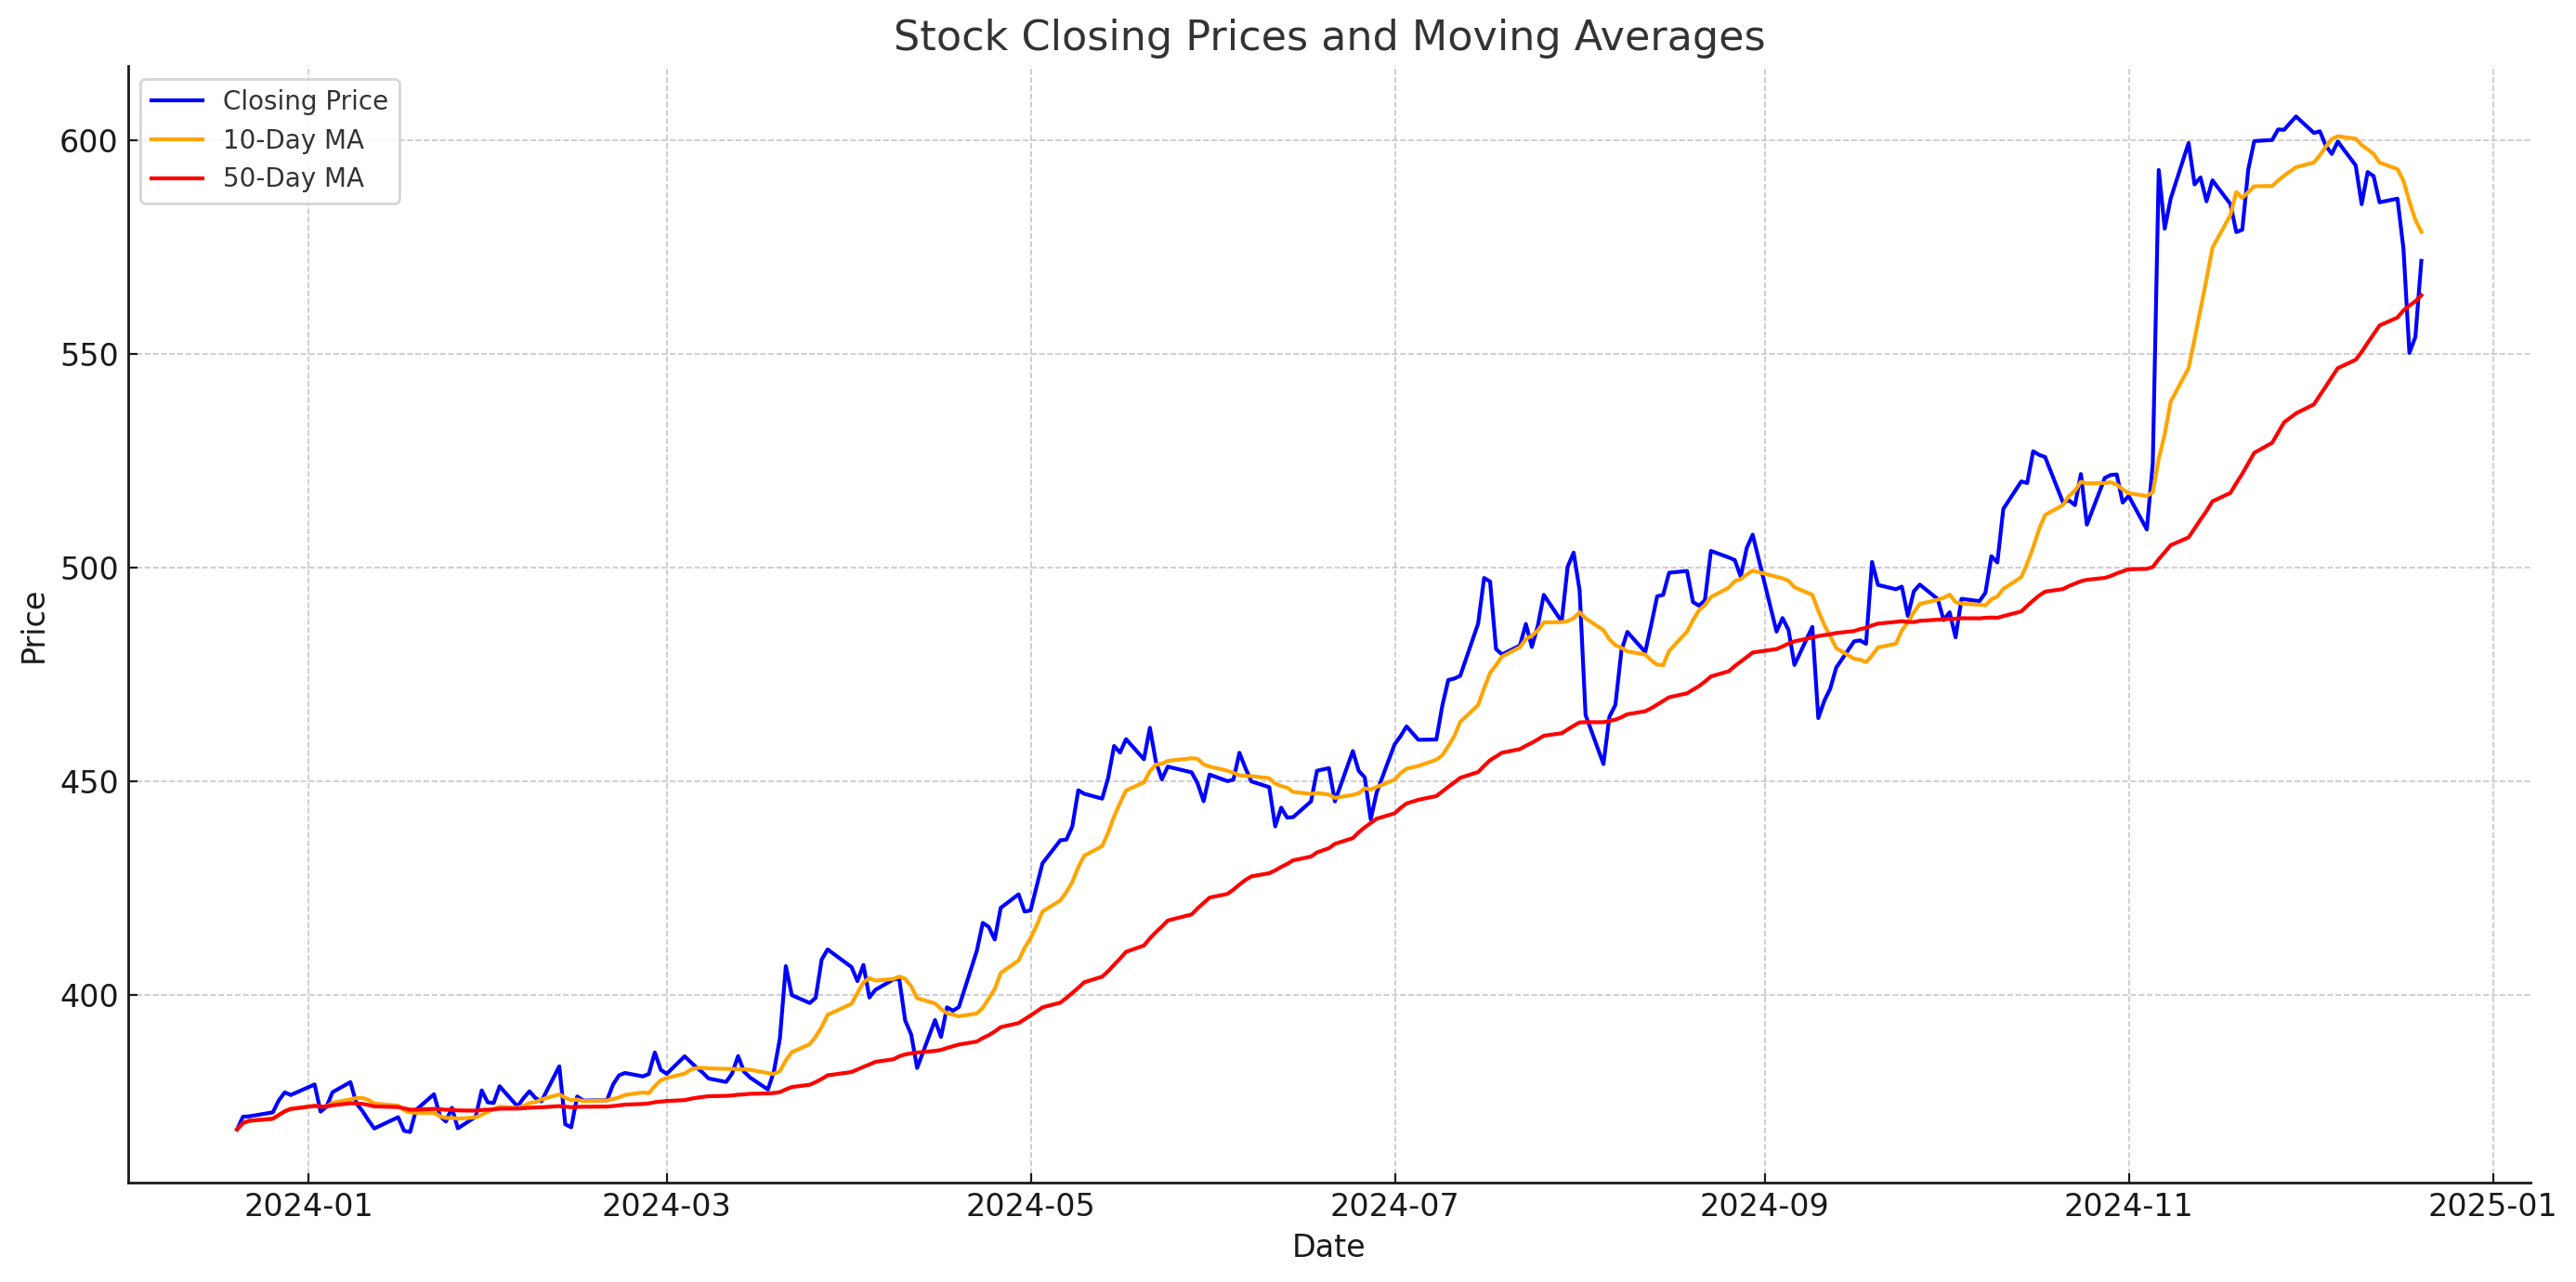 Stock Closing Prices and Moving Averages
Closing Price
10-Day MA
50-Day MA
600
550
500
450
400
Price
2024-01 2024-03 2024-05 2024-07 2024-09 2024-11 2025-01
Date